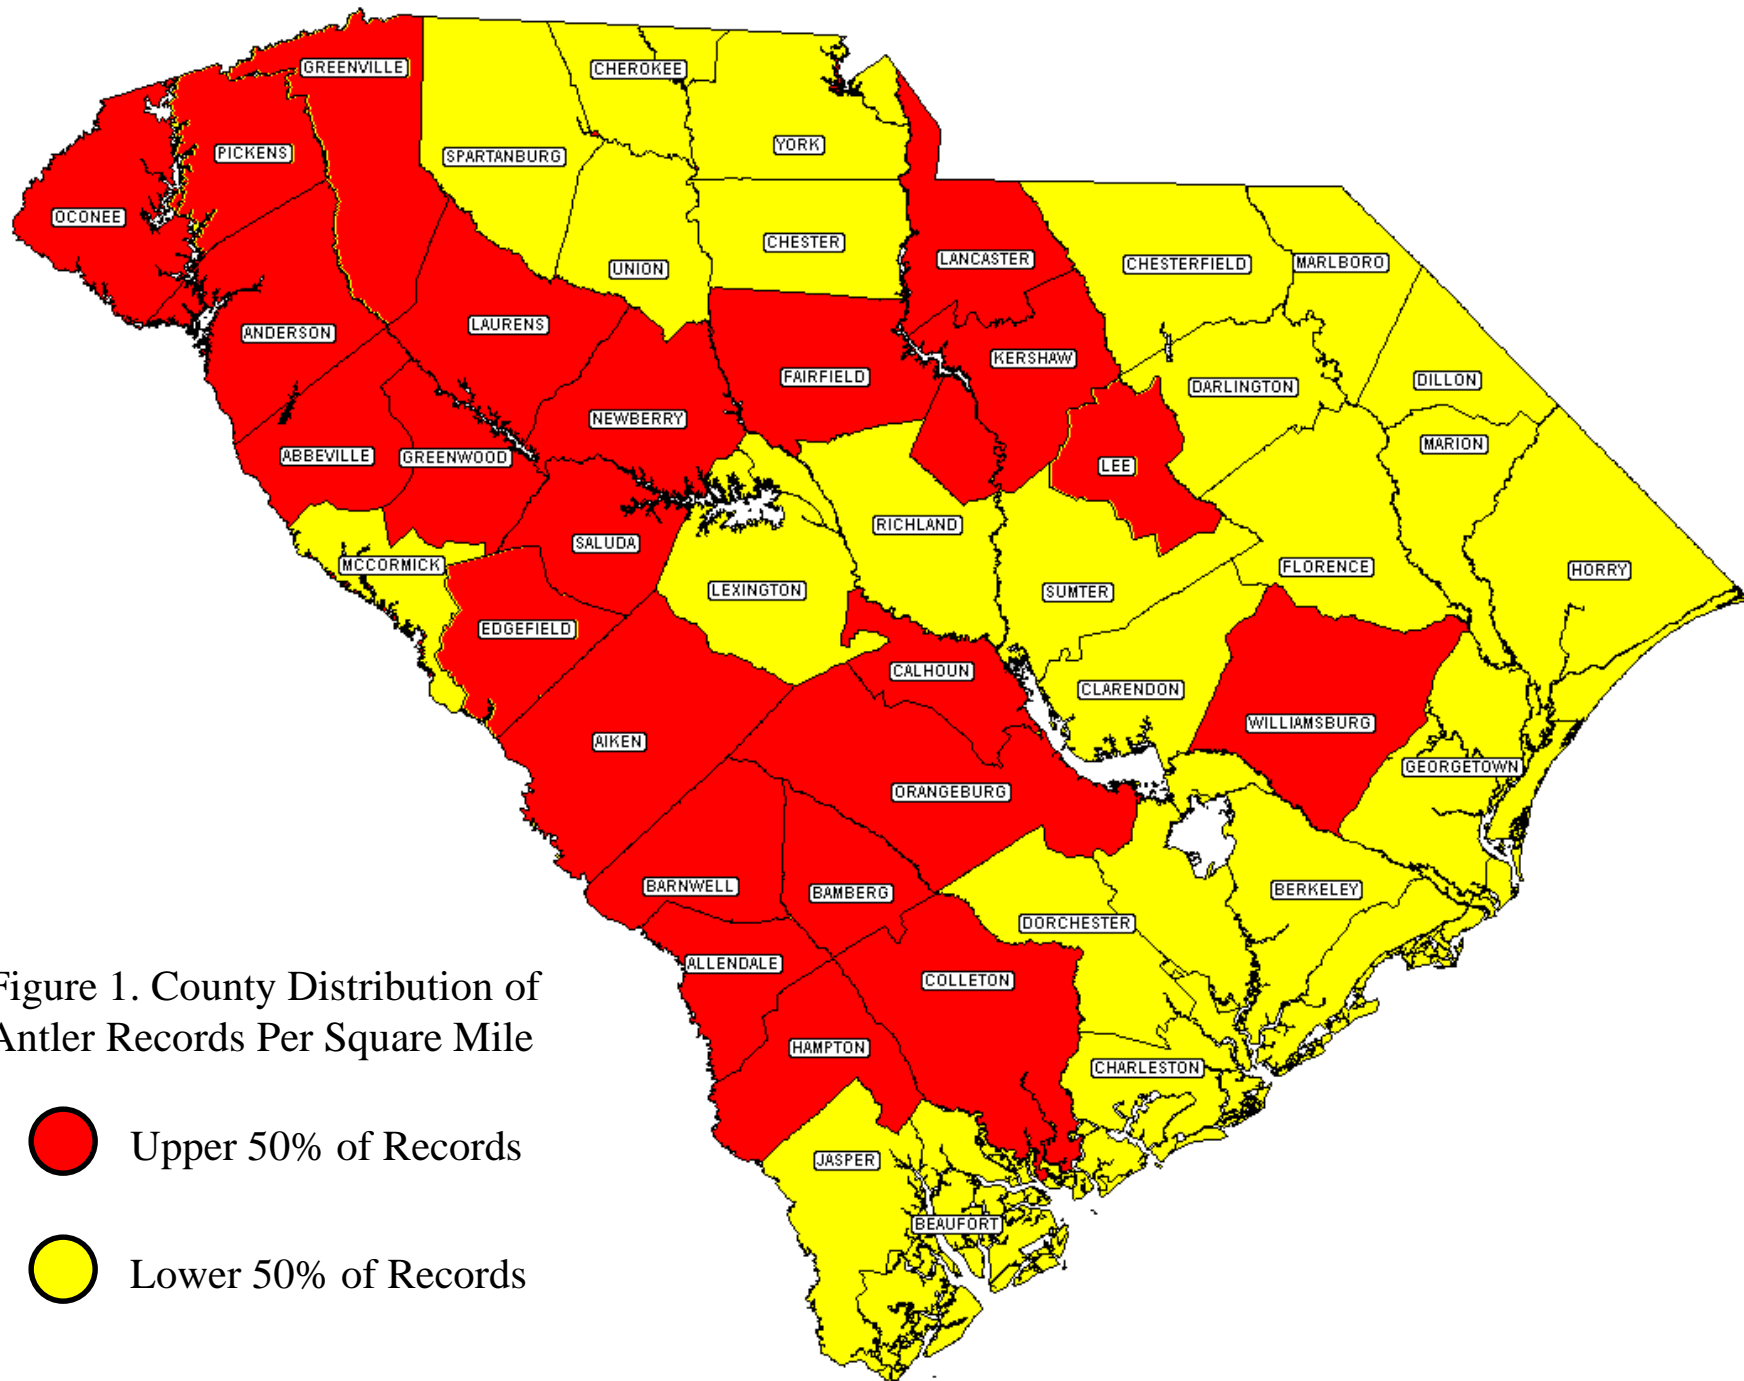 GREENVILLE
CHEROKEE
PICKENS
SPARTANBURG
YORK
OCONEE
UNION
CHESTER
LANCASTER
CHESTERFIELD
MARLBORO
ANDERSON
LAURENS
FAIRFIELD
KERSHAW
DARLINGTON
DILLON
NEWBERRY
MARION
ABBEVILLE
GREENWOOD
LEE
RICHLAND
SALUDA
MCCORMICK
LEXINGTON
SUMTER
FLORENCE
HORRY
EDGEFIELD
CALHOUN
CLARENDON
WILLIAMSBURG
AIKEN
GEORGETOWN
ORANGEBURG
BARNWELL
BAMBERG
BERKELEY
DORCHESTER
ALLENDALE
COLLETON
HAMPTON
CHARLESTON
JASPER
BEAUFORT
Figure 1. County Distribution of
Antler Records Per Square Mile
Upper 50% of Records
Lower 50% of Records